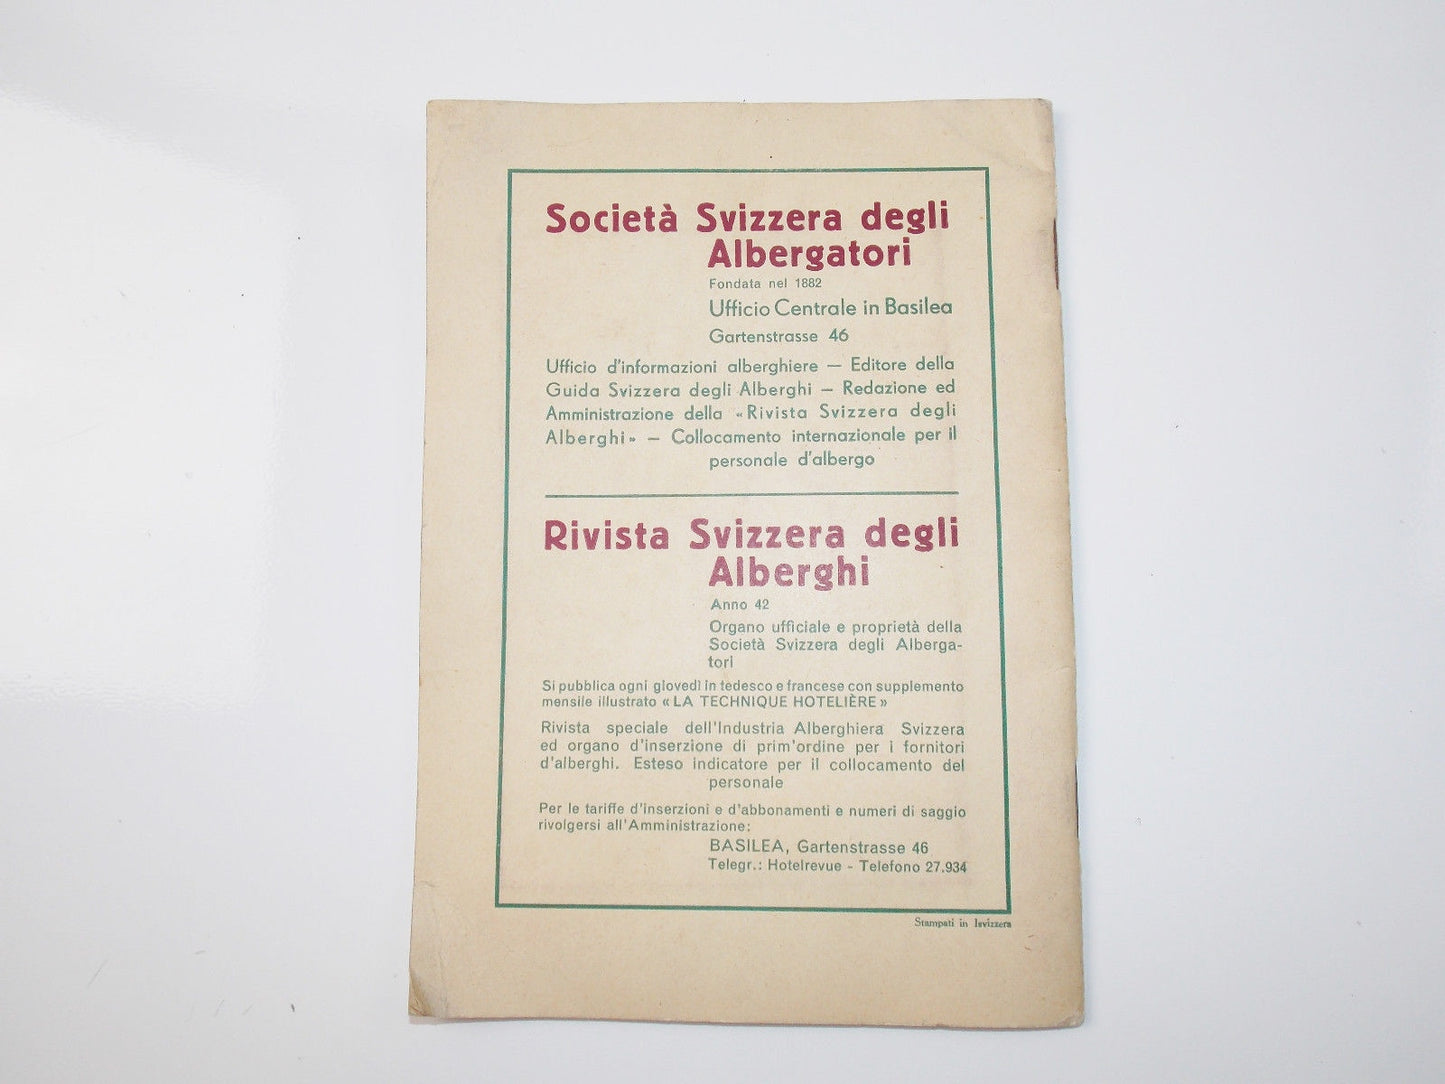 Società Svizzera degli
Albergatori
Fondata nel 1882
Ufficio Centrale in Basilea
Gartenstrasse 46
Ufficio d'informazioni alberghiere — Editore della
Guida Svizzera degli Alberghi — Redazione ed
Amministrazione della «Rivista Svizzera degli
Alberghi» — Collocamento internazionale per il
personale d'albergo
Rivista Svizzera degli
Alberghi
Anno 42
Organo ufficiale e proprietà della
Società Svizzera degli Alberga-
tori
Si pubblica ogni giovedì in tedesco e francese con supplemento
mensile illustrato «LA TECHNIQUE HOTELIÈRE»
Rivista speciale dell'Industria Alberghiera Svizzera
ed organo d'inserzione di prim'ordine per i fornitori
d'alberghi. Esteso indicatore per il collocamento del
personale
Per le tariffe d'inserzioni e d'abbonamenti e numeri di saggio
rivolgersi all'Amministrazione:
BASILEA, Gartenstrasse 46
Telegr.: Hotelrevue - Telefono 27.934
Stampati in Isvizzera